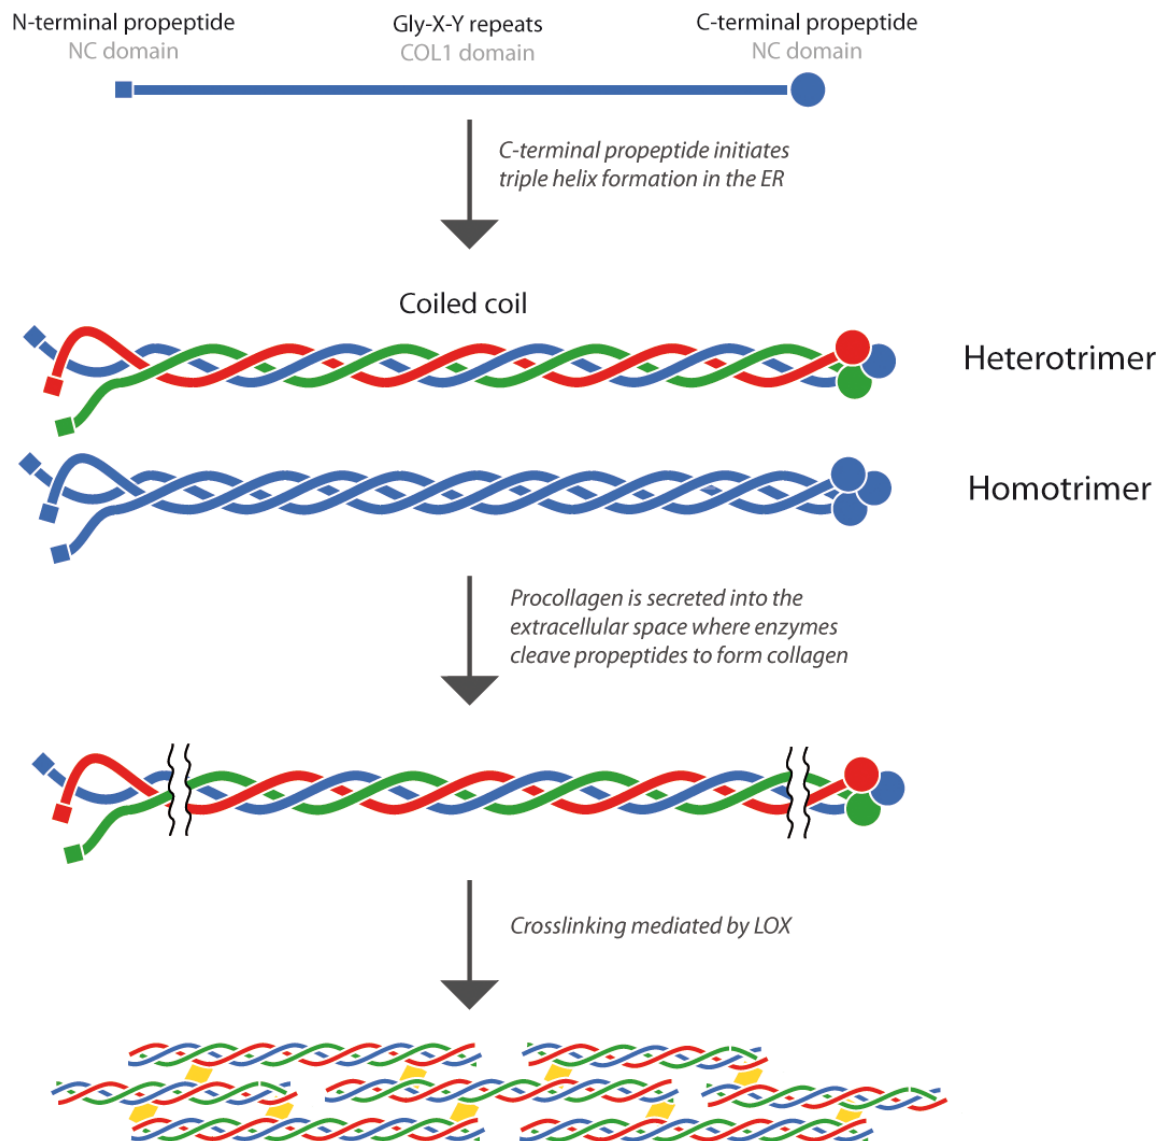 N-terminal propeptide
NC domain
Gly-X-Y repeats
COL1 domain
C-terminal propeptide
NC domain
C-terminal propeptide initiates
triple helix formation in the ER
Coiled coil
Heterotrimer
Homotrimer
Procollagen is secreted into the
extracellular space where enzymes
cleave propeptides to form collagen
Crosslinking mediated by LOX